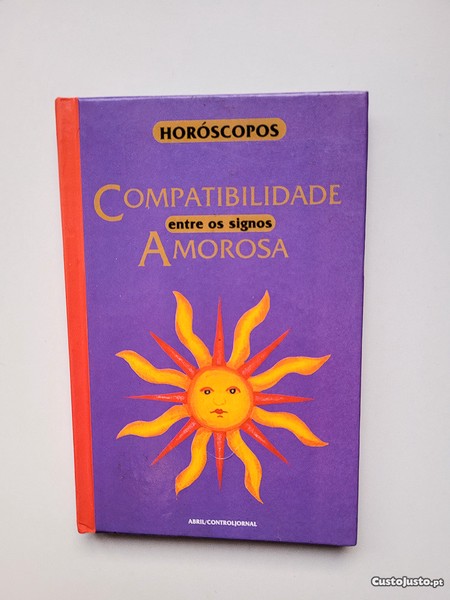 HORÓSCOPOS
COMPATIBILIDADE
entre os signos
AMOROSA
ABRIL/CONTROLJORNAL
CustoJusto.pt